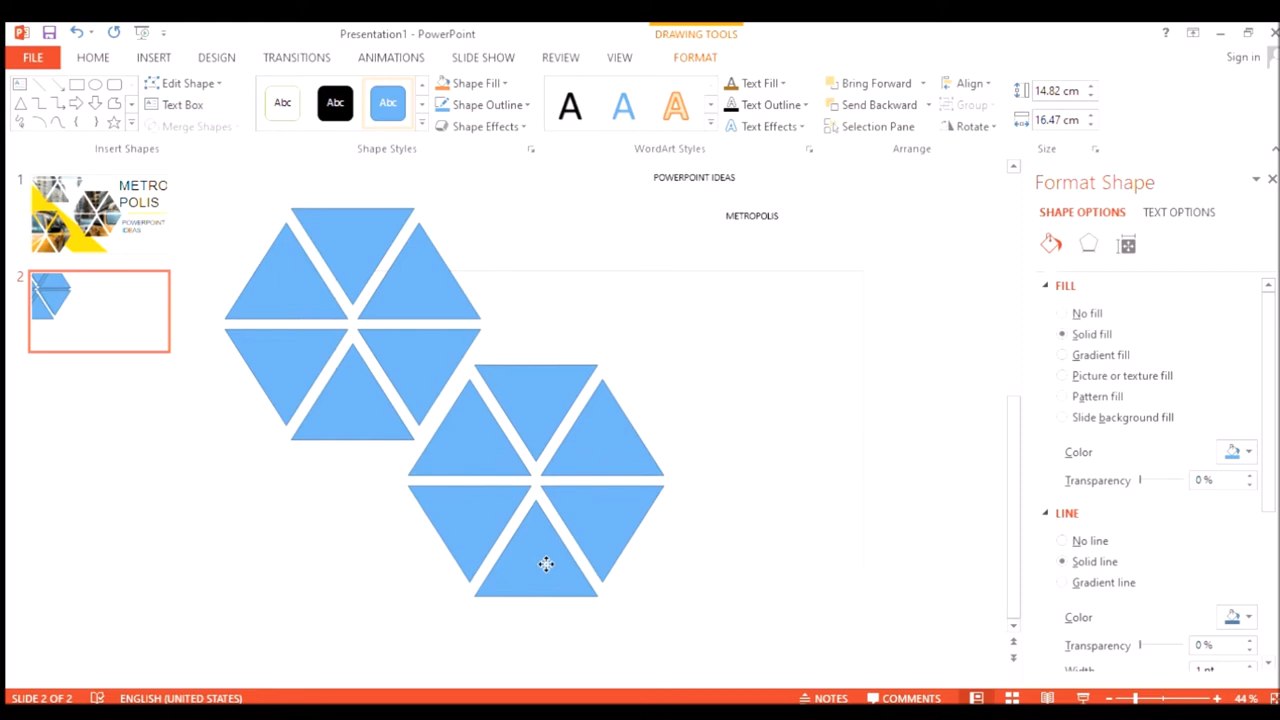 Presentation1 - PowerPoint
DRAWING TOOLS
?
FILE
HOME
INSERT
DESIGN
TRANSITIONS
ANIMATIONS
SLIDE SHOW
REVIEW
VIEW
FORMAT
Sign in
Edit Shape
Text Box
Merge Shapes
Insert Shapes
Abc
Abc
Abc
Shape Fill
Shape Outline
Shape Effects
Shape Styles
A
A
A
Text Fill
Text Outline
Text Effects
WordArt Styles
Bring Forward
Send Backward
Selection Pane
Align
Group
Rotate
Arrange
14.82 cm
16.47 cm
Size
1
METRO
POLIS
POWERPOINT
IDEAS
2
POWERPOINT IDEAS
METROPOLIS
Format Shape
SHAPE OPTIONS
TEXT OPTIONS
FILL
No fill
Solid fill
Gradient fill
Picture or texture fill
Pattern fill
Slide background fill
Color
Transparency
0 %
LINE
No line
Solid line
Gradient line
Color
Transparency
0 %
Width
1 pt
SLIDE 2 OF 2
ENGLISH (UNITED STATES)
NOTES
COMMENTS
44 %